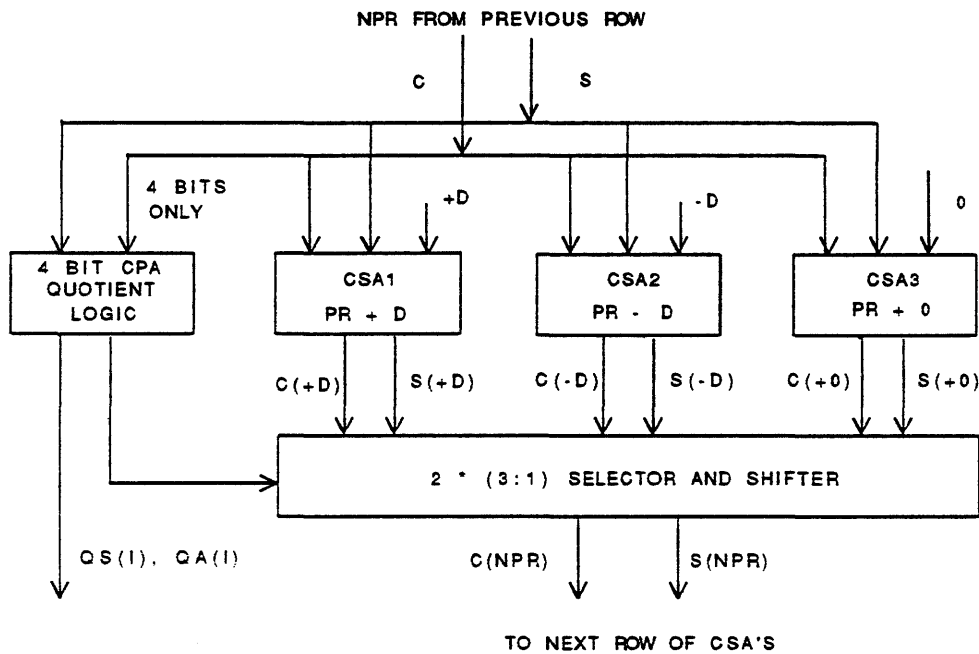 NPR FROM PREVIOUS ROW
C
S
4 BITS
ONLY
+D
-D
0
4 BIT CPA
QUOTIENT
LOGIC
CSA1
PR + D
CSA2
PR - D
CSA3
PR + 0
C(+D)
S(+D)
C(-D)
S(-D)
C(+0)
S(+0)
2 * (3:1) SELECTOR AND SHIFTER
QS(I), QA(I)
C(NPR)
S(NPR)
TO NEXT ROW OF CSA'S